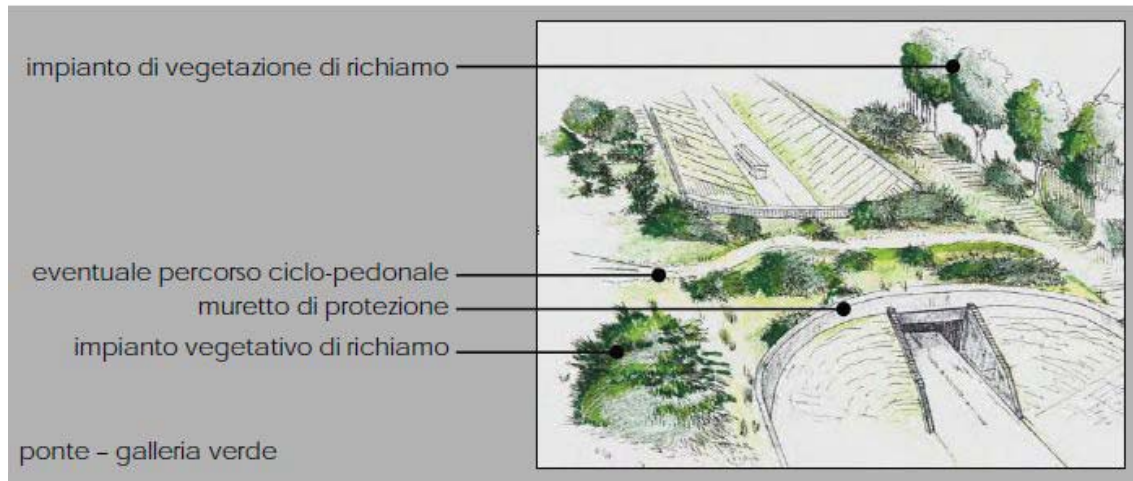 impianto di vegetazione di richiamo
eventuale percorso ciclo-pedonale
muretto di protezione
impianto vegetativo di richiamo
ponte – galleria verde